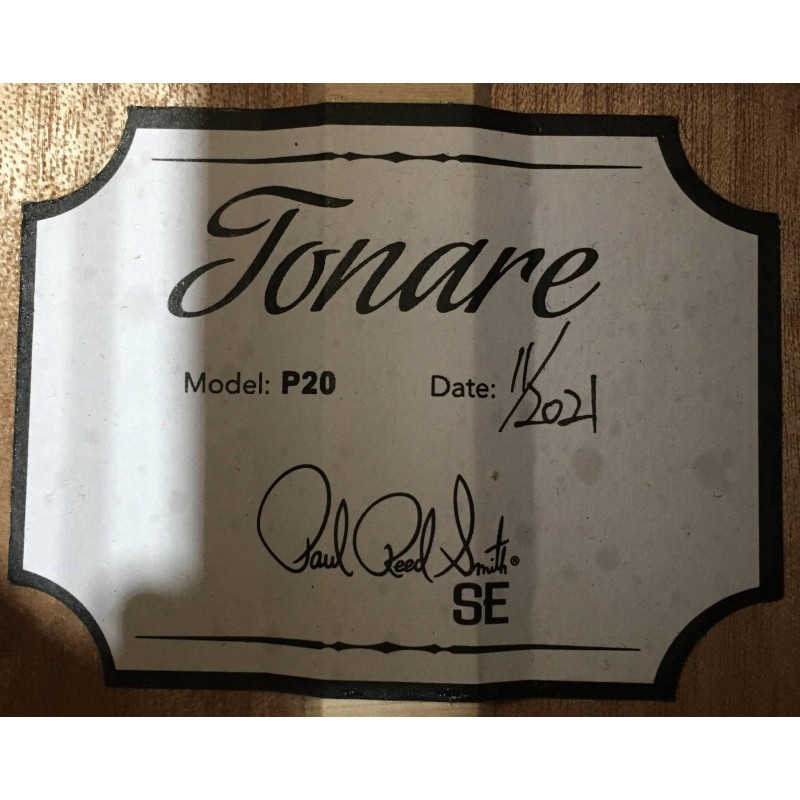 Tonare
Model: P20 Date: 11/2021
Paul Reed Smith®
SE